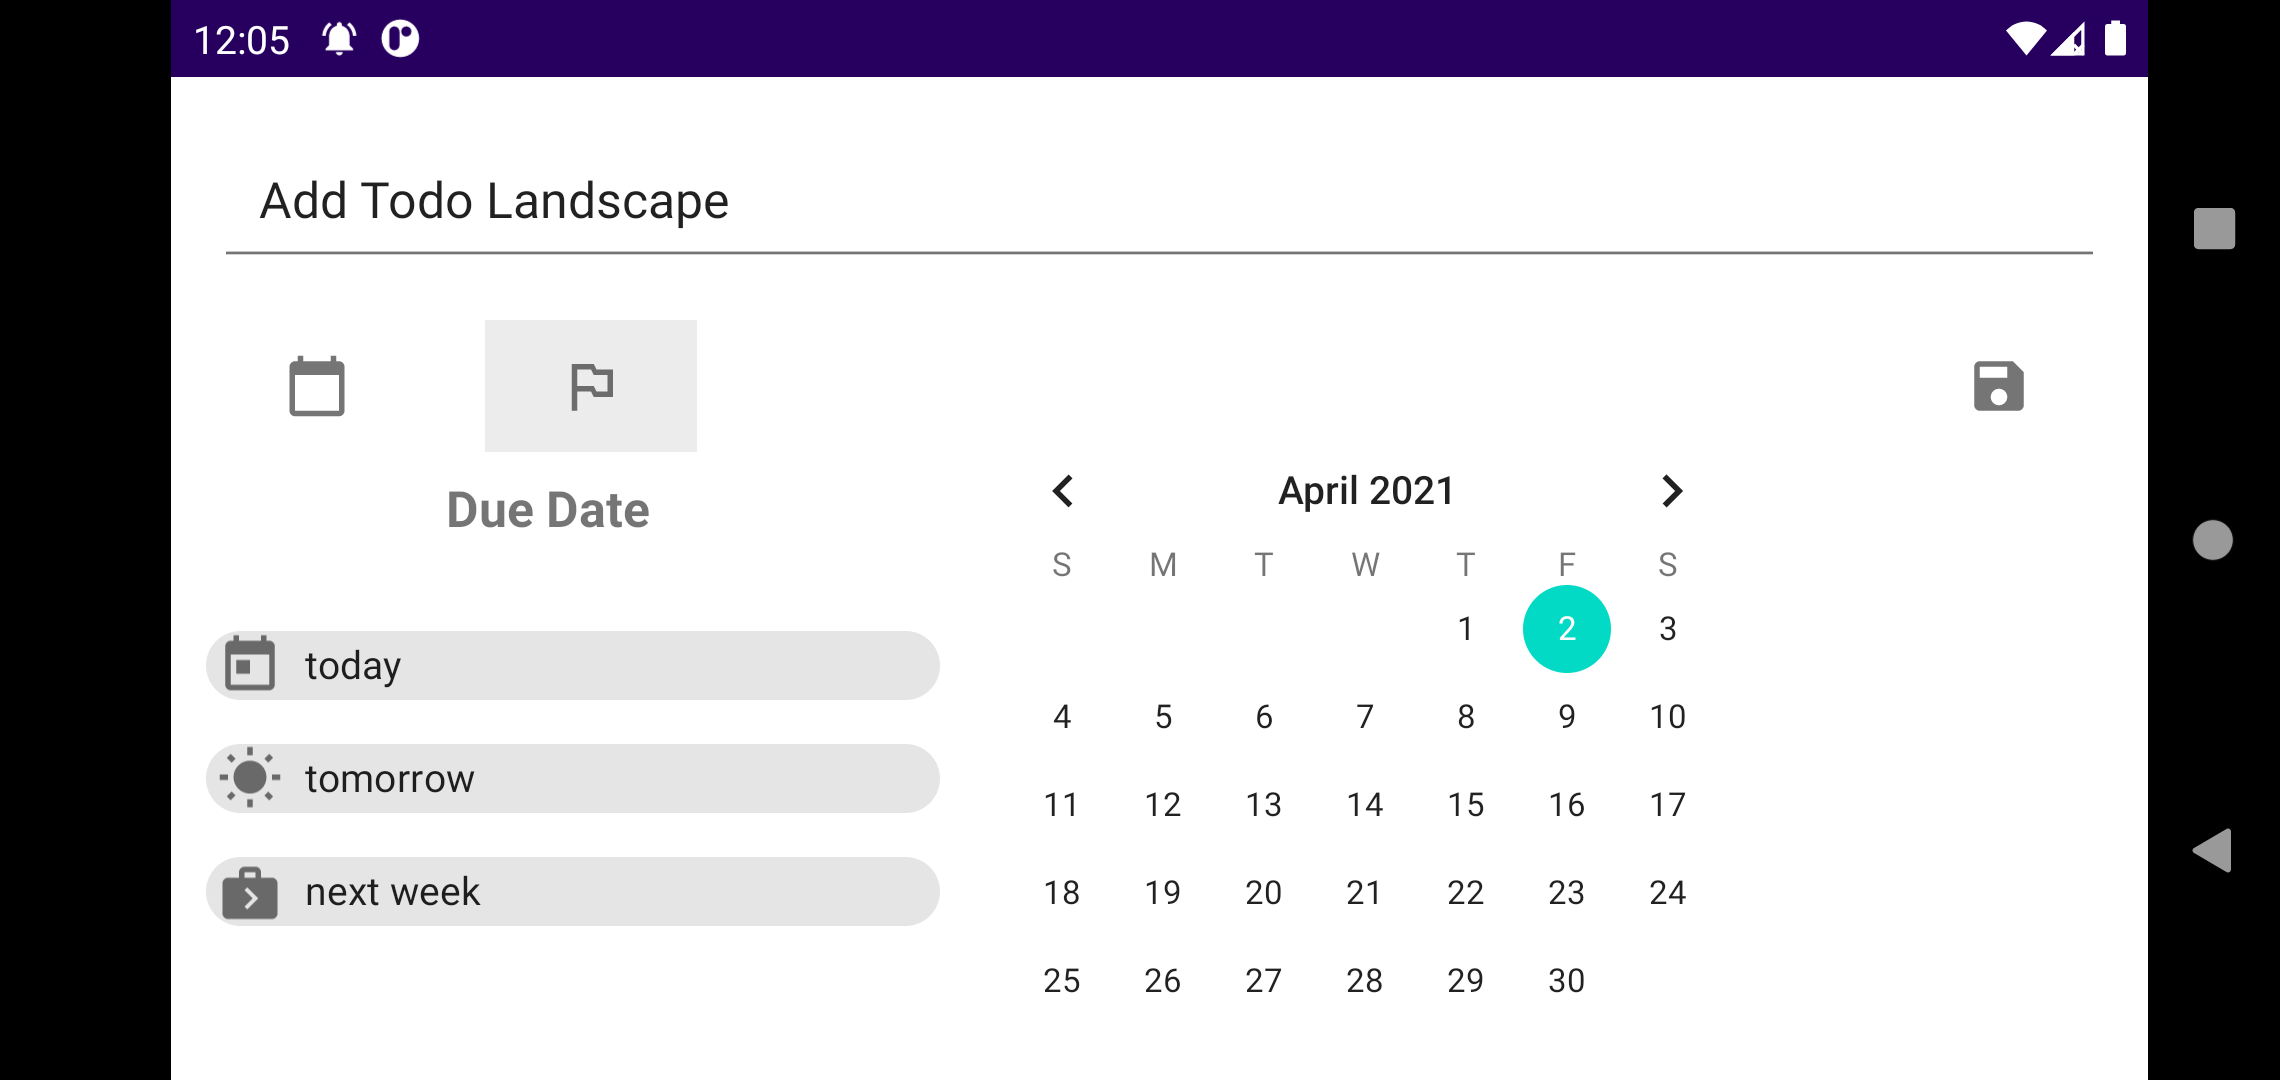 12:05
Add Todo Landscape
Due Date
today
tomorrow
next week
April 2021
S M T W T F S
1 2 3
4 5 6 7 8 9 10
11 12 13 14 15 16 17
18 19 20 21 22 23 24
25 26 27 28 29 30